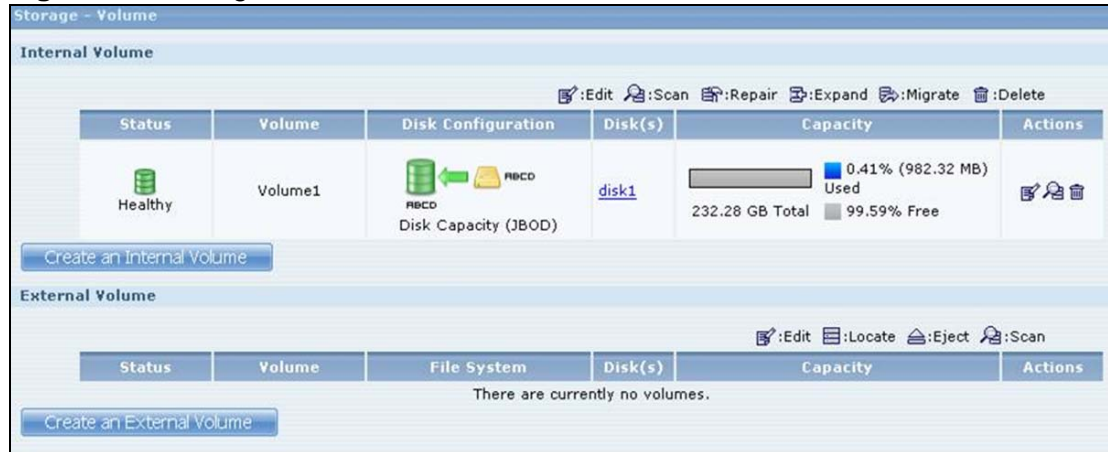 Storage - Volume
Internal Volume
:Edit :Scan :Repair :Expand :Migrate :Delete
Status Volume Disk Configuration Disk(s) Capacity Actions
Healthy
Volume1
ABCD
ABCD
Disk Capacity (JBOD)
disk1
0.41% (982.32 MB)
Used
232.28 GB Total 99.59% Free
Create an Internal Volume
External Volume
:Edit :Locate :Eject :Scan
Status Volume File System Disk(s) Capacity Actions
There are currently no volumes.
Create an External Volume